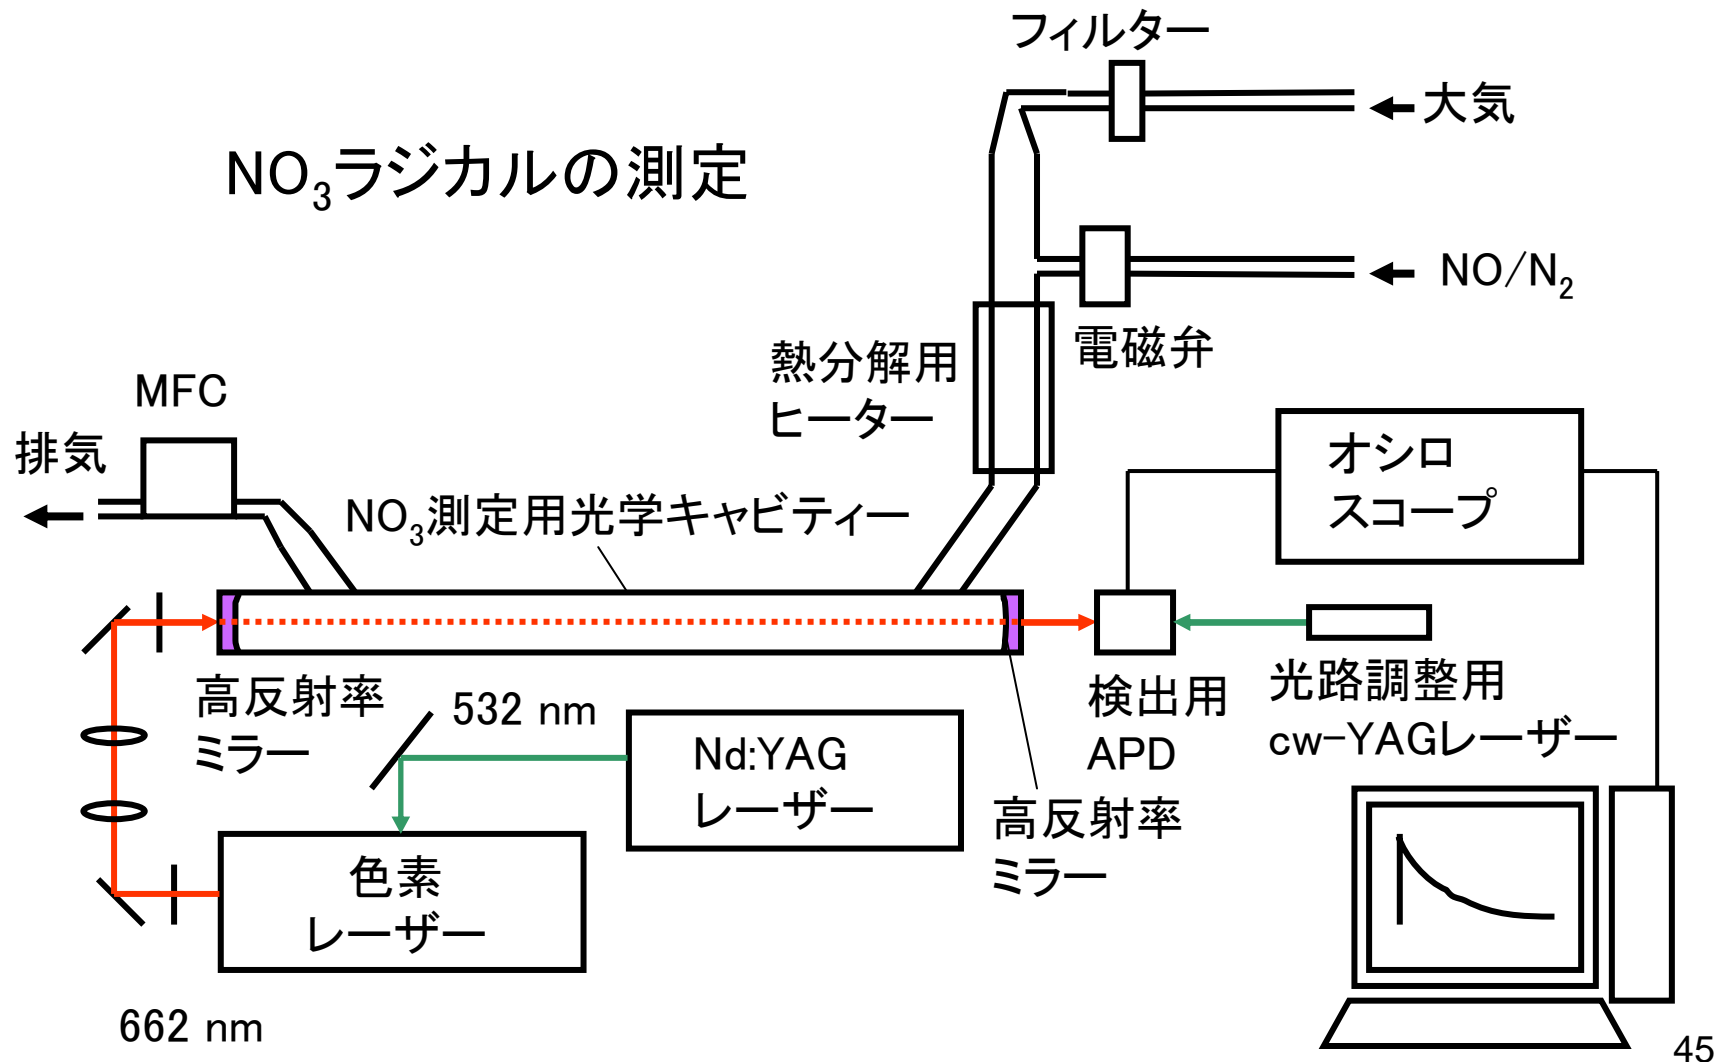 フィルター
大気
NO3ラジカルの測定
NO/N2
電磁弁
熱分解用
ヒーター
MFC
排気
オシロ
スコープ
NO3測定用光学キャビティー
高反射率
ミラー
532 nm
Nd:YAG
レーザー
検出用
APD
光路調整用
cw-YAGレーザー
高反射率
ミラー
色素
レーザー
662 nm
45